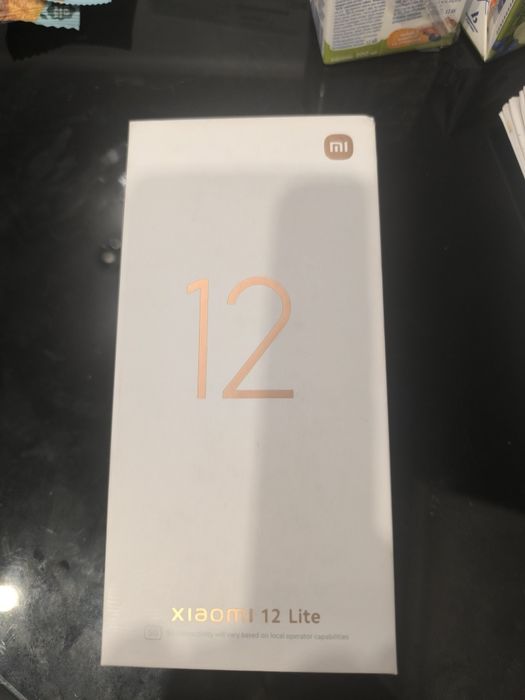 mi
12
xiaomi 12 Lite
5G connectivity will vary based on local operator capabilities